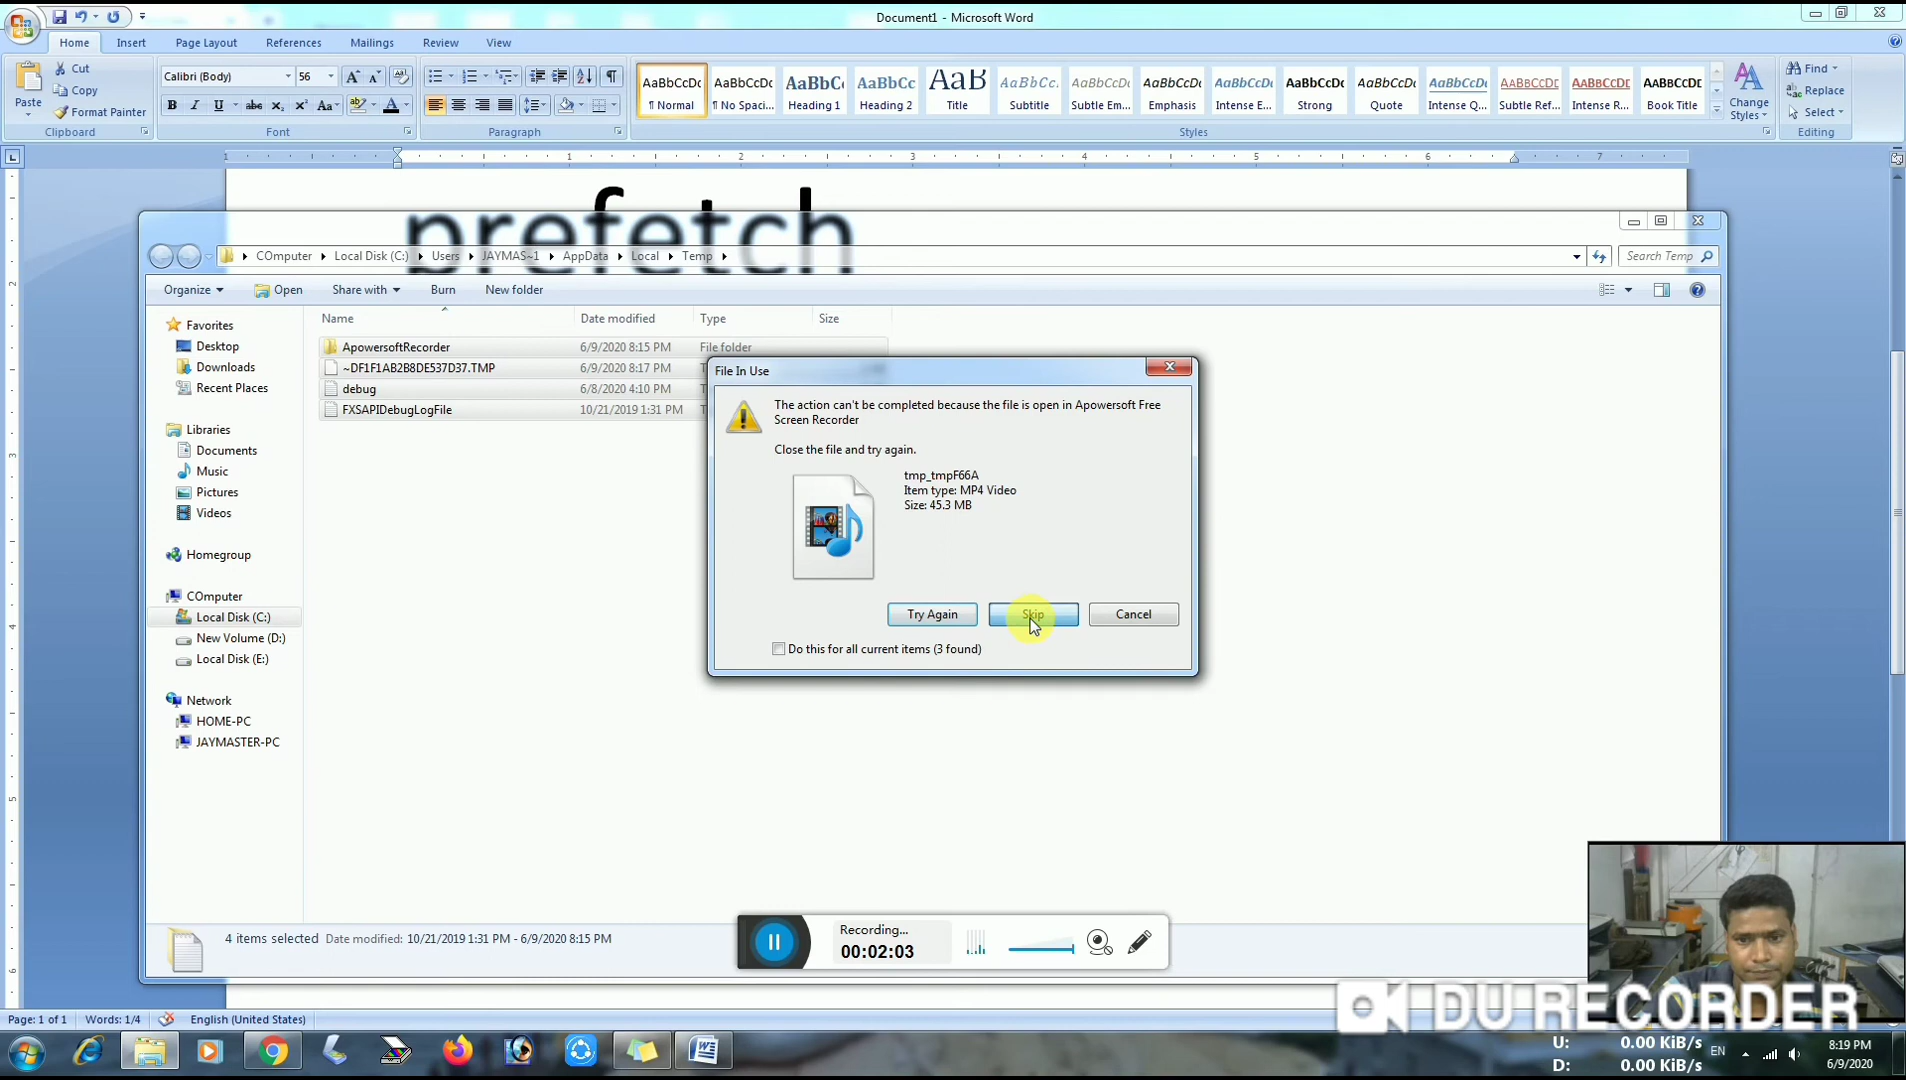 Document1 - Microsoft Word
Home Insert Page Layout References Mailings Review View
Paste
Cut
Copy
Format Painter
Clipboard
Calibri (Body) 56
Font
Paragraph
AaBbCcDc AaBbCcDc AaBbC AaBbCc AaB AaBbCc. AaBbCcDc AaBbCcDc AaBbCcDc AaBbCcDc AaBbCcDc AaBbCcDc AaBbCcDc AaBbCcDD AaBbCcDD
¶ Normal ¶ No Spaci... Heading 1 Heading 2 Title Subtitle Subtle Em... Emphasis Intense E... Strong Quote Intense Q... Subtle Ref... Intense R... Book Title
Change Styles
Styles
Find
Replace
Select
Editing
prefetch
COmputer Local Disk (C:) Users JAYMAS~1 AppData Local Temp
Search Temp
Organize Open Share with Burn New folder
Name Date modified Type Size
Favorites
Desktop
Downloads
Recent Places
Libraries
Documents
Music
Pictures
Videos
Homegroup
COmputer
Local Disk (C:)
New Volume (D:)
Local Disk (E:)
Network
HOME-PC
JAYMASTER-PC
ApowersoftRecorder 6/9/2020 8:15 PM File folder
~DF1F1AB2B8DE537D37.TMP 6/9/2020 8:17 PM
debug 6/8/2020 4:10 PM
FXSAPIDebugLogFile 10/21/2019 1:31 PM
File In Use
The action can't be completed because the file is open in Apowersoft Free
Screen Recorder
Close the file and try again.
tmp_tmpF66A
Item type: MP4 Video
Size: 45.3 MB
Try Again Skip Cancel
Do this for all current items (3 found)
4 items selected Date modified: 10/21/2019 1:31 PM - 6/9/2020 8:15 PM
Recording...
00:02:03
DU RECORDER
Page: 1 of 1 Words: 1/4 English (United States)
U: 0.00 KiB/s
D: 0.00 KiB/s
EN
8:19 PM
6/9/2020